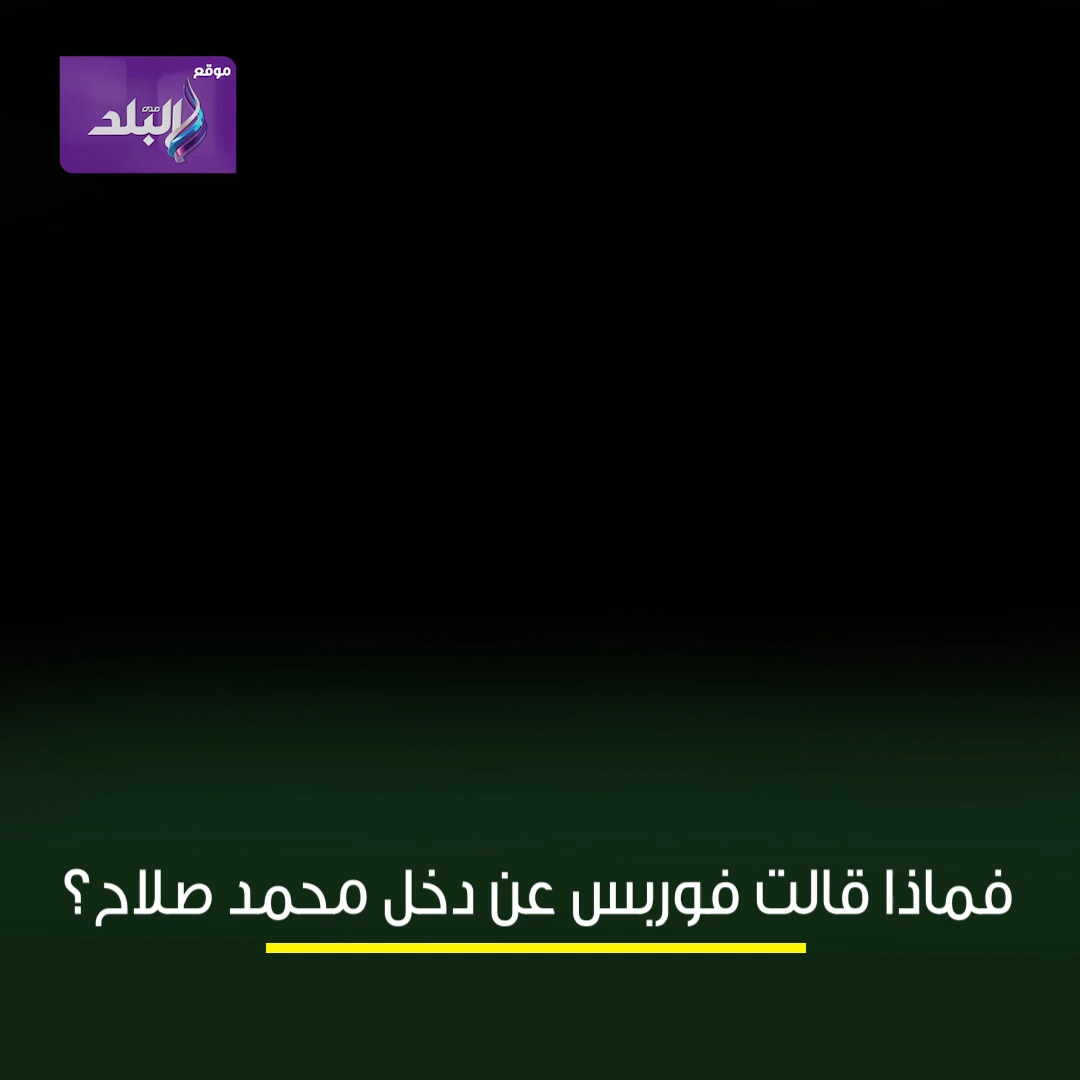 موقع
صدى
البلد
فماذا قالت فوربس عن دخل محمد صلاح؟